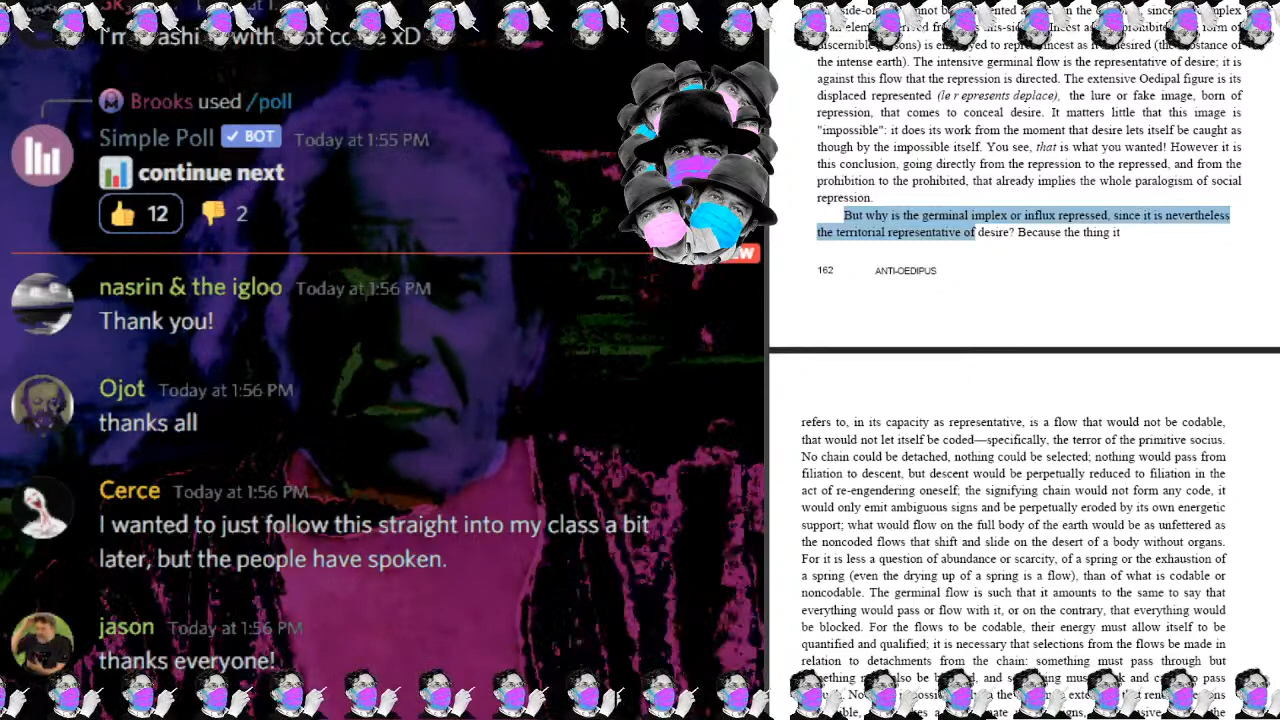 I'm
with
xD
Brooks used /poll
Simple Poll ✓ BOT Today at 1:55 PM
📊 continue next
👍 12 👎 2
nasrin & the igloo Today at 1:56 PM
Thank you!
Ojot Today at 1:56 PM
thanks all
Cerce Today at 1:56 PM
I wanted to just follow this straight into my class a bit
later, but the people have spoken.
jason Today at 1:56 PM
thanks everyone!
the intense earth). The intensive germinal flow is the representative of desire; it is
against this flow that the repression is directed. The extensive Oedipal figure is its
displaced represented (le r epresents deplace), the lure or fake image, born of
repression, that comes to conceal desire. It matters little that this image is
"impossible": it does its work from the moment that desire lets itself be caught as
though by the impossible itself. You see, that is what you wanted! However it is
this conclusion, going directly from the repression to the repressed, and from the
prohibition to the prohibited, that already implies the whole paralogism of social
repression.
But why is the germinal implex or influx repressed, since it is nevertheless
the territorial representative of desire? Because the thing it
162 ANTI-OEDIPUS
refers to, in its capacity as representative, is a flow that would not be codable,
that would not let itself be coded—specifically, the terror of the primitive socius.
No chain could be detached, nothing could be selected; nothing would pass from
filiation to descent, but descent would be perpetually reduced to filiation in the
act of re-engendering oneself; the signifying chain would not form any code, it
would only emit ambiguous signs and be perpetually eroded by its own energetic
support; what would flow on the full body of the earth would be as unfettered as
the noncoded flows that shift and slide on the desert of a body without organs.
For it is less a question of abundance or scarcity, of a spring or the exhaustion of
a spring (even the drying up of a spring is a flow), than of what is codable or
noncodable. The germinal flow is such that it amounts to the same to say that
everything would pass or flow with it, or on the contrary, that everything would
be blocked. For the flows to be codable, their energy must allow itself to be
quantified and qualified; it is necessary that selections from the flows be made in
relation to detachments from the chain: something must pass through but